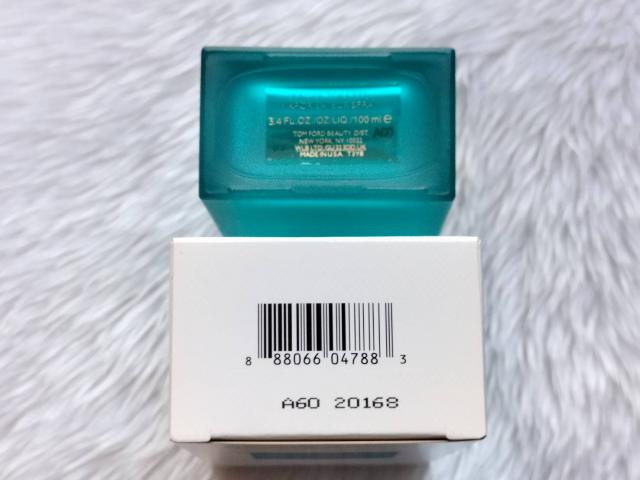 3.4 FL.OZ./OZ.LIQ./100 ml e
TOM FORD BEAUTY DIST.
A60
NEW YORK, NY 10022
MADE IN U.S.A.
8 88066 04788 3
A60 20168